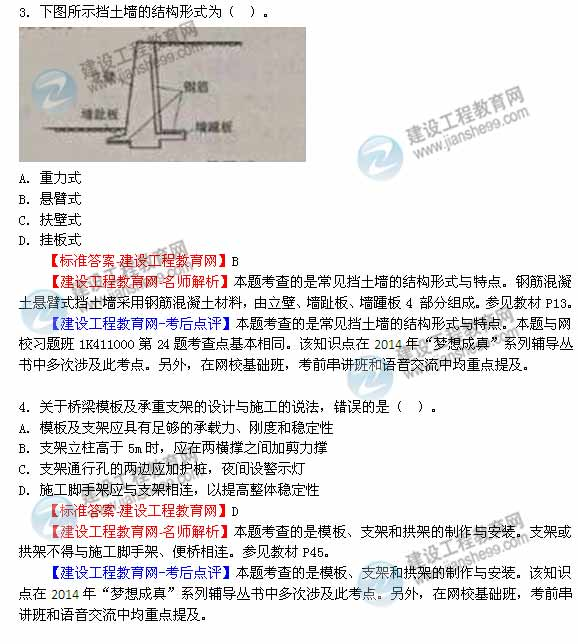 3. 下图所示挡土墙的结构形式为（  ）。
建设工程教育网
www.jianshe99.com
钢筋
墙趾板
建设工程教育网
www.jianshe99.com
A. 重力式
B. 悬臂式
C. 扶壁式
D. 挂板式
【标准答案-建设工程教育网】B
【建设工程教育网-名师解析】本题考查的是常见挡土墙的结构形式与特点。钢筋混凝
土悬臂式挡土墙采用钢筋混凝土材料，由立壁、墙趾板、墙踵板 4 部分组成。参见教材 P13。
【建设工程教育网-考后点评】本题考查的是常见挡土墙的结构形式与特点。本题与网
校习题班 1K411000 第 24 题考查点基本相同。该知识点在 2014 年“梦想成真”系列辅导丛
书中多次涉及此考点。另外，在网校基础班，考前串讲班和语音交流中均重点提及。
4. 关于桥梁模板及承重支架的设计与施工的说法，错误的是（  ）。
A. 模板及支架应具有足够的承载力、刚度和稳定性
B. 支架立柱高于 5m 时，应在两横撑之间加剪力撑
C. 支架通行孔的两边应加护桩，夜间设警示灯
D. 施工脚手架应与支架相连，以提高整体稳定性
【标准答案-建设工程教育网】D
【建设工程教育网-名师解析】本题考查的是模板、支架和拱架的制作与安装。支架或
拱架不得与施工脚手架、便桥相连。参见教材 P45。
【建设工程教育网-考后点评】本题考查的是模板、支架和拱架的制作与安装。该知识
点在 2014 年“梦想成真”系列辅导丛书中多次涉及此考点。另外，在网校基础班，考前串
讲班和语音交流中均重点提及。